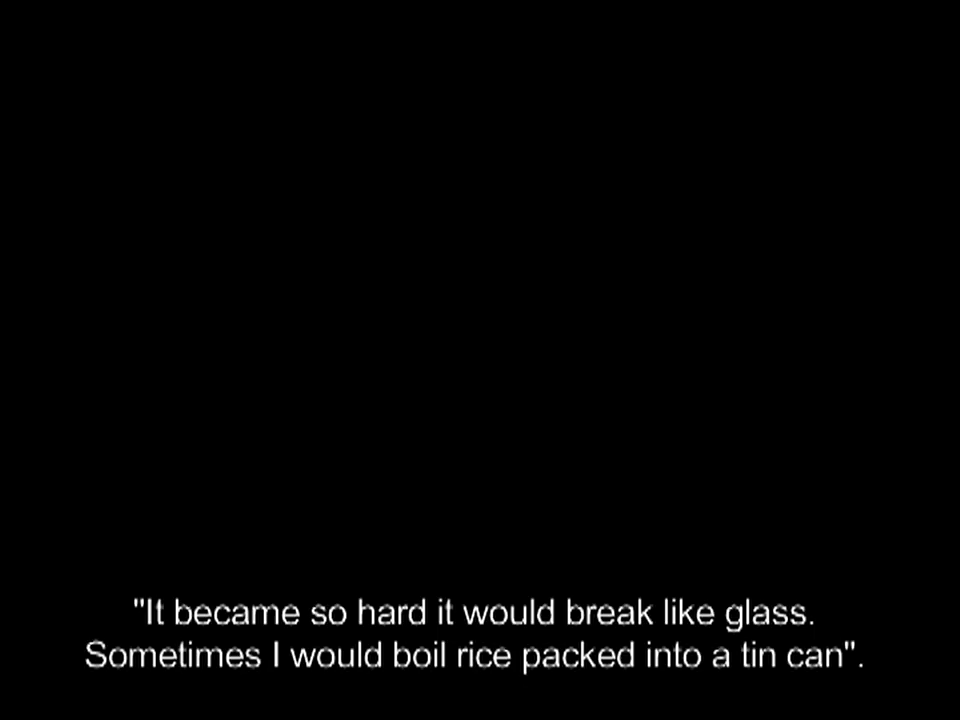 "It became so hard it would break like glass.
Sometimes I would boil rice packed into a tin can".